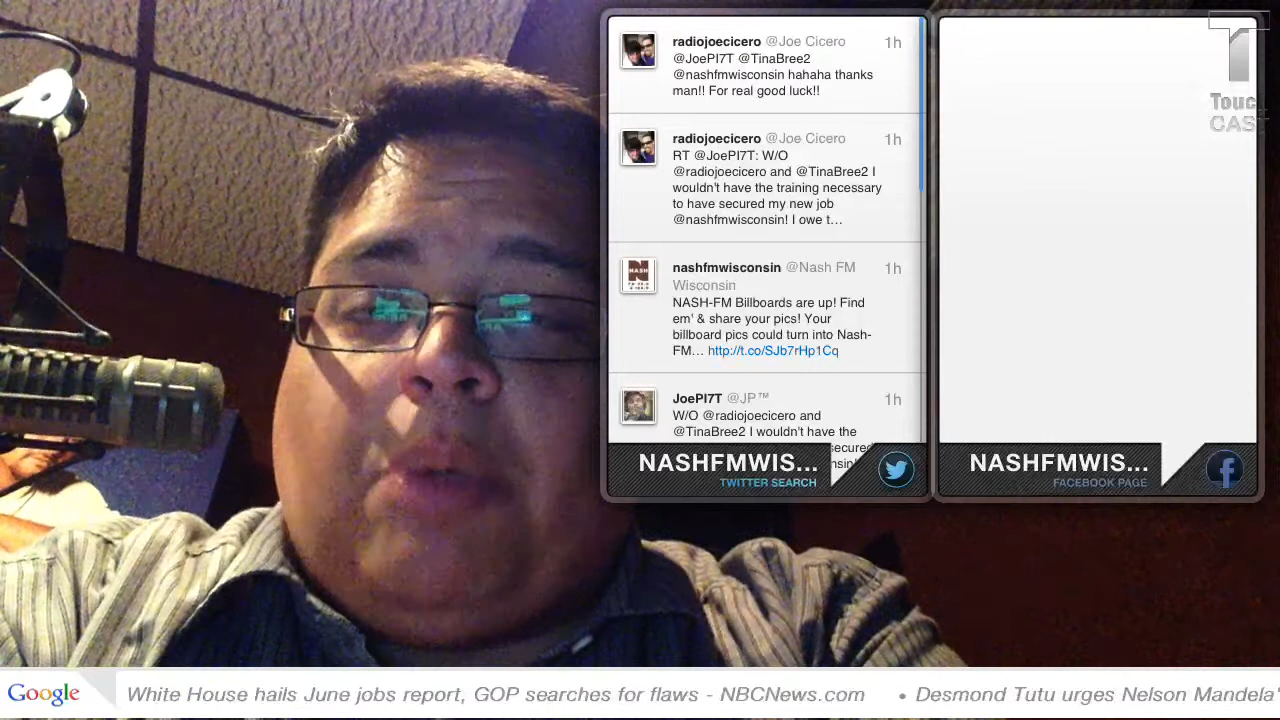 radiojoecicero @Joe Cicero 1h
@JoePI7T @TinaBree2
@nashfmwisconsin hahaha thanks
man!! For real good luck!!
radiojoecicero @Joe Cicero 1h
RT @JoePI7T: W/O
@radiojoecicero and @TinaBree2 I
wouldn't have the training necessary
to have secured my new job
@nashfmwisconsin! I owe t...
nashfmwisconsin @Nash FM 1h
Wisconsin
NASH-FM Billboards are up! Find
em' & share your pics! Your
billboard pics could turn into Nash-
FM... http://t.co/SJb7rHp1Cq
JoePI7T @JP™ 1h
W/O @radiojoecicero and
@TinaBree2 I wouldn't have the
NASHFMWIS...
TWITTER SEARCH
NASHFMWIS...
FACEBOOK PAGE
T
Touc
CAST
NASH
Google White House hails June jobs report, GOP searches for flaws - NBCNews.com • Desmond Tutu urges Nelson Mandela'